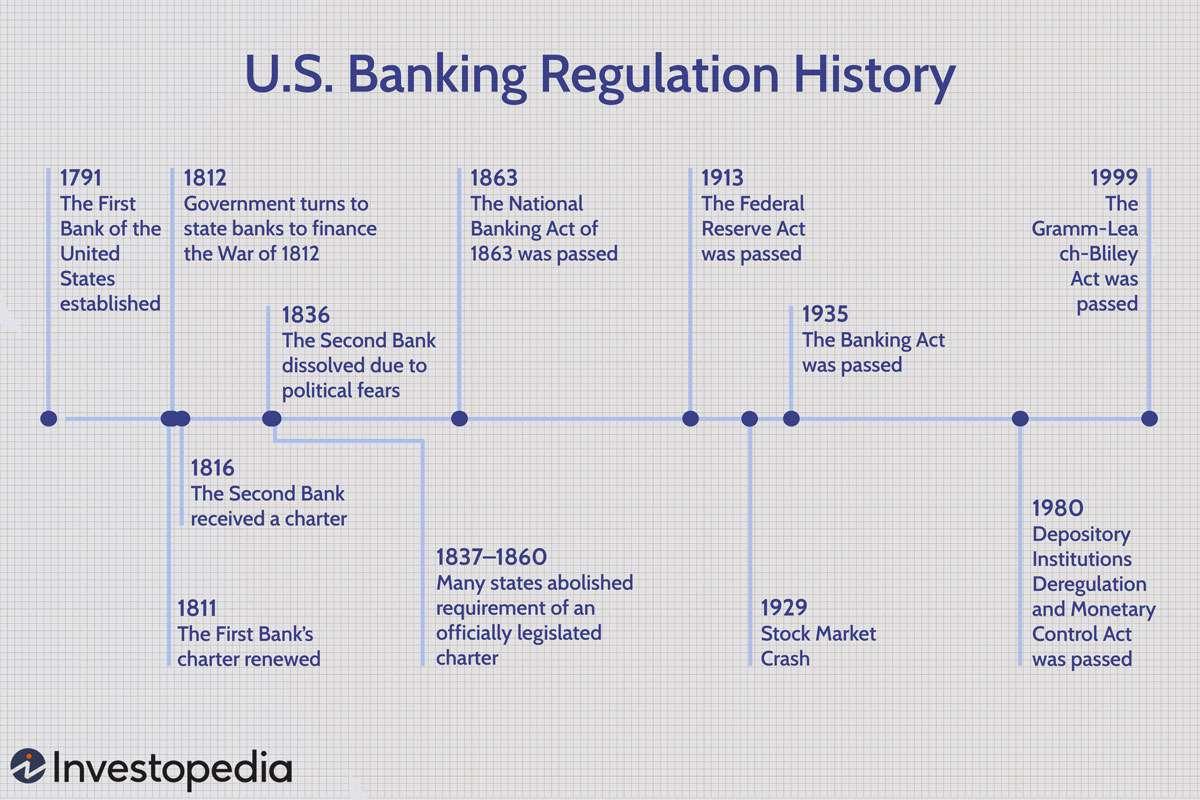 U.S. Banking Regulation History
1791
The First
Bank of the
United
States
established
1812
Government turns to
state banks to finance
the War of 1812
1836
The Second Bank
dissolved due to
political fears
1863
The National
Banking Act of
1863 was passed
1913
The Federal
Reserve Act
was passed
1935
The Banking Act
was passed
1999
The
Gramm-Lea
ch-Bliley
Act was
passed
1816
The Second Bank
received a charter
1811
The First Bank's
charter renewed
1837–1860
Many states abolished
requirement of an
officially legislated
charter
1929
Stock Market
Crash
1980
Depository
Institutions
Deregulation
and Monetary
Control Act
was passed
Investopedia